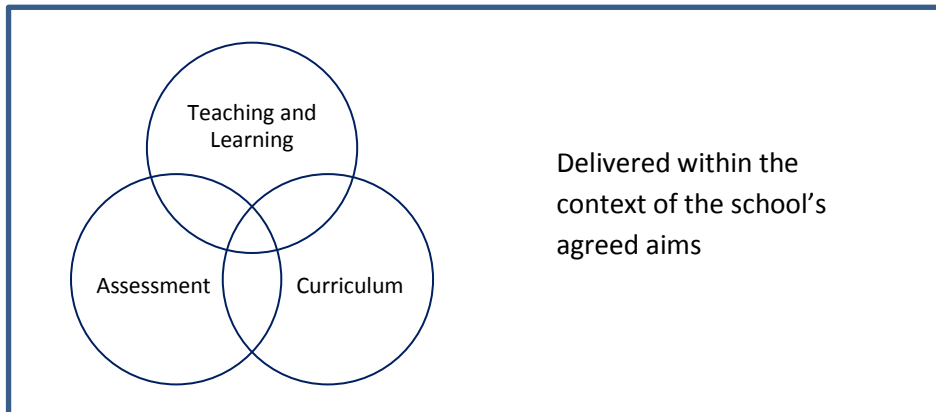 Teaching and
Learning
Assessment
Curriculum
Delivered within the
context of the school’s
agreed aims